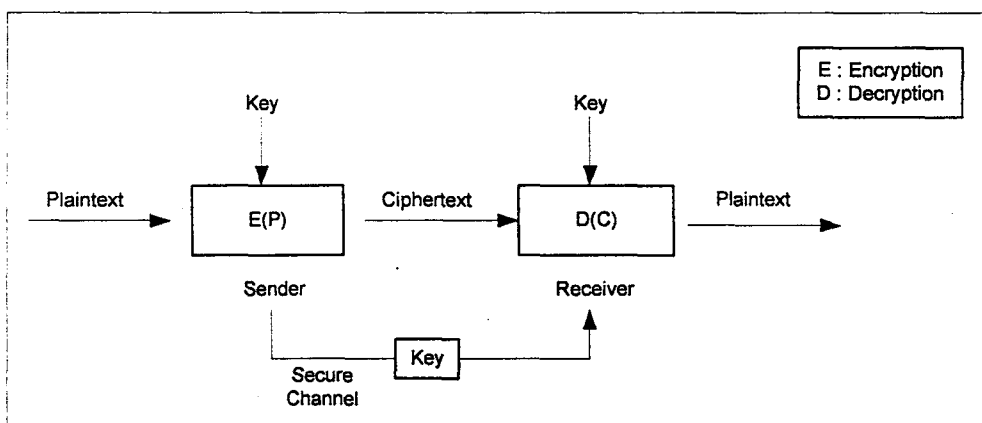 E : Encryption
D : Decryption
Key
Key
Plaintext
E(P)
Ciphertext
D(C)
Plaintext
Sender
Receiver
Key
Secure
Channel